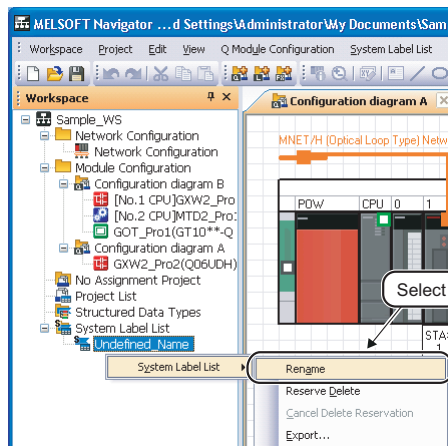 MELSOFT Navigator ...d Settings\Administrator\My Documents\Sam
Workspace Project Edit View Q Module Configuration System Label List
Workspace
Configuration diagram A
Sample_WS
Network Configuration
Network Configuration
Module Configuration
Configuration diagram B
[No.1 CPU]GXW2_Pro
[No.2 CPU]MTD2_Pro
GOT_Pro1(GT10**-Q
Configuration diagram A
GXW2_Pro2(Q06UDH)
No Assignment Project
Project List
Structured Data Types
System Label List
Undefined_Name
MNET/H (Optical Loop Type) Netw
POW CPU 0 1
Select
STA
1
System Label List
Rename
Reserve Delete
Cancel Delete Reservation
Export...